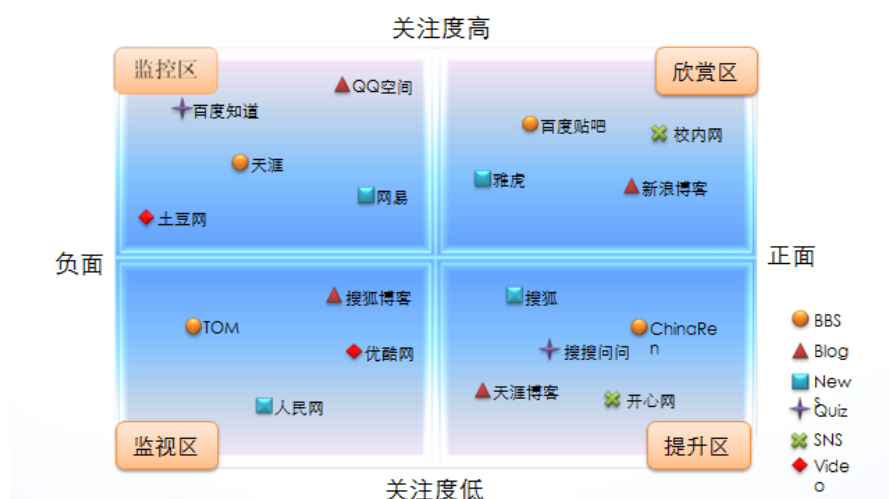 关注度高
监控区
欣赏区
QQ空间
百度知道
百度贴吧
校内网
天涯
雅虎
新浪博客
网易
土豆网
负面
正面
搜狐博客
搜狐
TOM
ChinaRe
n
优酷网
搜搜问问
天涯博客
开心网
人民网
监视区
提升区
关注度低
BBS
Blog
New
s
Quiz
SNS
Vide
o